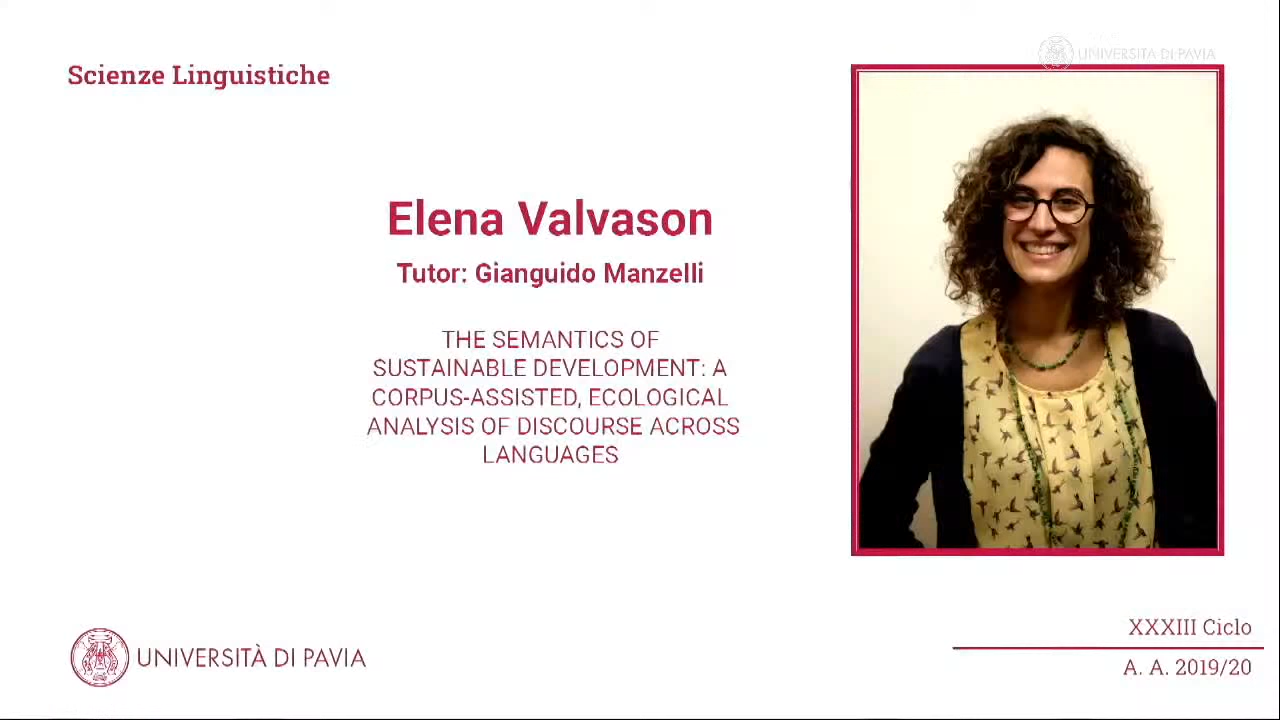 UNIVERSITÀ DI PAVIA
Scienze Linguistiche
Elena Valvason
Tutor: Gianguido Manzelli
THE SEMANTICS OF
SUSTAINABLE DEVELOPMENT: A
CORPUS-ASSISTED, ECOLOGICAL
ANALYSIS OF DISCOURSE ACROSS
LANGUAGES
UNIVERSITÀ DI PAVIA
XXXIII Ciclo
A. A. 2019/20